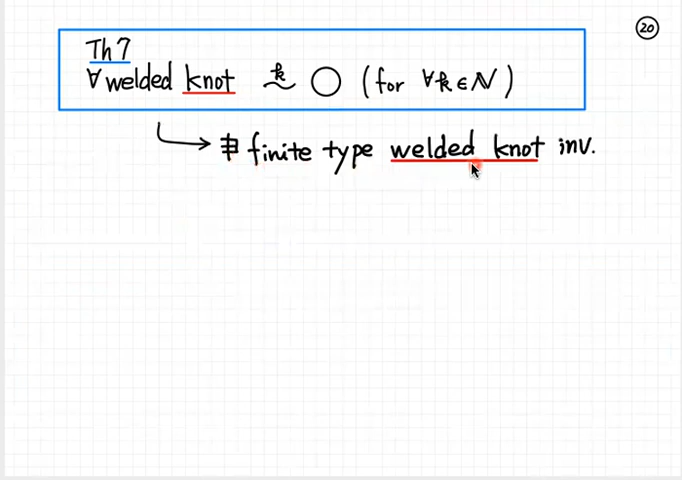 ⑳
Th 7
∀ welded knot k∼ ○ (for ∀k∈ℕ)
∄ finite type welded knot inv.